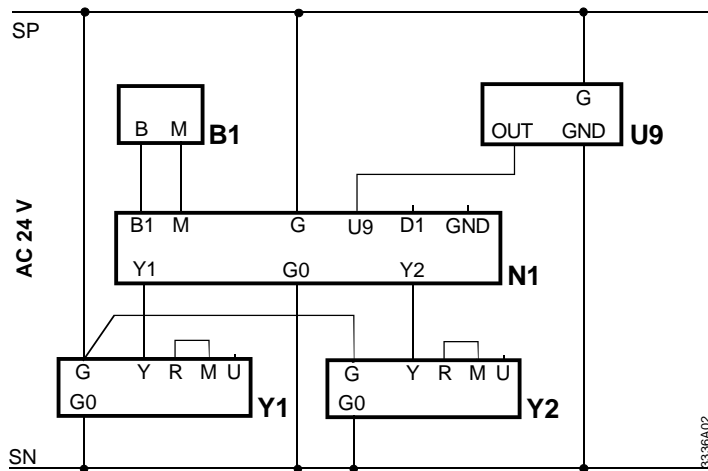 SP
G
B M B1
OUT GND U9
AC 24 V
B1 M G U9 D1 GND
Y1 G0 Y2 N1
G Y R M U
G0 Y1
G Y R M U
G0 Y2
SN
3336A02